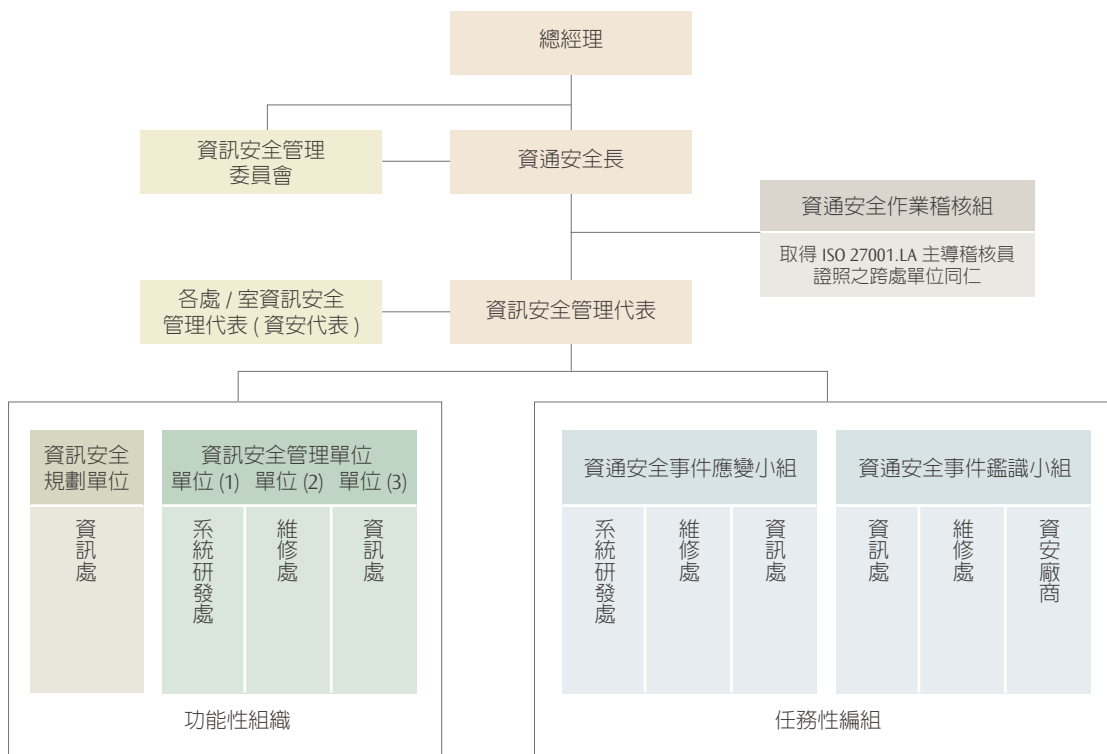 總經理
資訊安全管理
委員會
資通安全長
資通安全作業稽核組
取得 ISO 27001.LA 主導稽核員
證照之跨處單位同仁
各處 / 室資訊安全
管理代表 ( 資安代表 )
資訊安全管理代表
資訊安全
規劃單位
資訊處
資訊安全管理單位
單位 (1) 單位 (2) 單位 (3)
系統研發處
維修處
資訊處
功能性組織
資通安全事件應變小組
系統研發處
維修處
資訊處
資通安全事件鑑識小組
資訊處
維修處
資安廠商
任務性編組